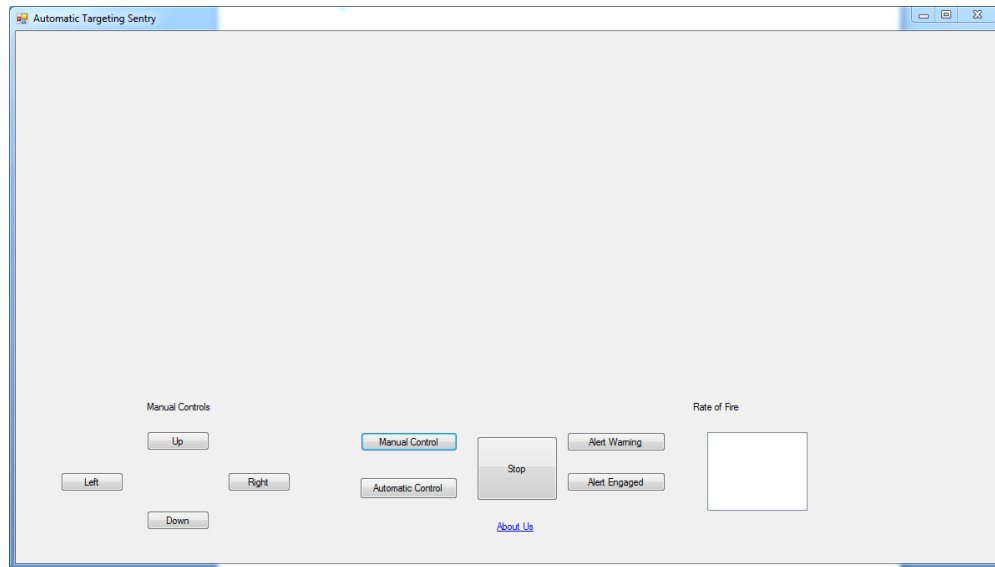 Automatic Targeting Sentry
Manual Controls
Rate of Fire
Up
Manual Control
Alert Warning
Stop
Left
Right
Automatic Control
Alert Engaged
Down
About Us